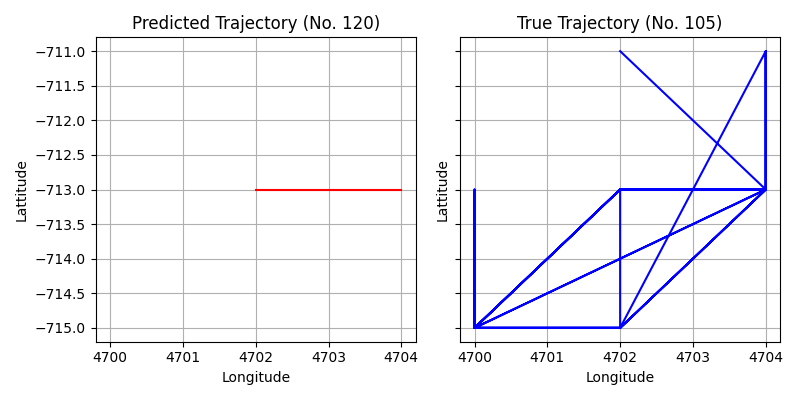 Predicted Trajectory (No. 120)
−711.0
−711.5
−712.0
−712.5
−713.0
−713.5
−714.0
−714.5
−715.0
Lattitude
4700 4701 4702 4703 4704
Longitude
True Trajectory (No. 105)
Lattitude
4700 4701 4702 4703 4704
Longitude